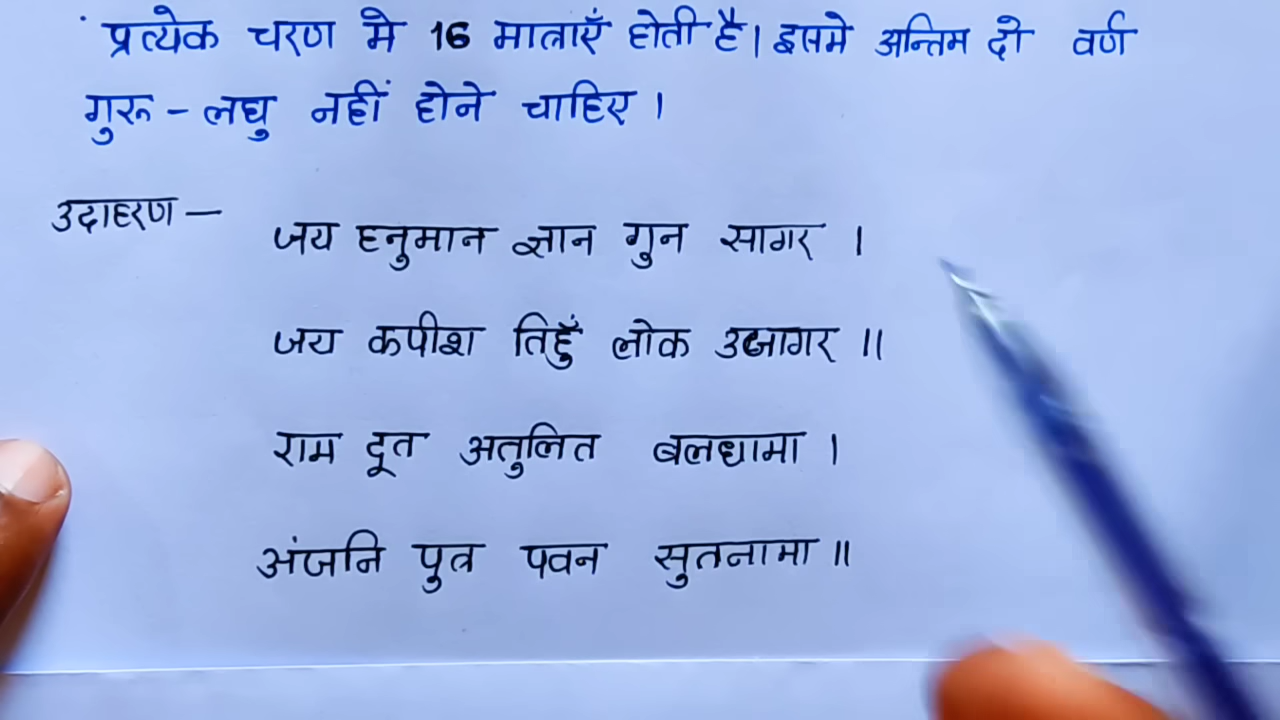 प्रत्येक चरण मे 16 मात्राएँ होती है। इसमे अन्तिम दो वर्ण
गुरू - लघु नहीं होने चाहिए ।
उदाहरण - जय हनुमान ज्ञान गुन सागर ।
जय कपीश तिहुँ लोक उजागर ॥
राम दूत अतुलित बलधामा ।
अंजनि पुत्र पवन सुतनामा ॥